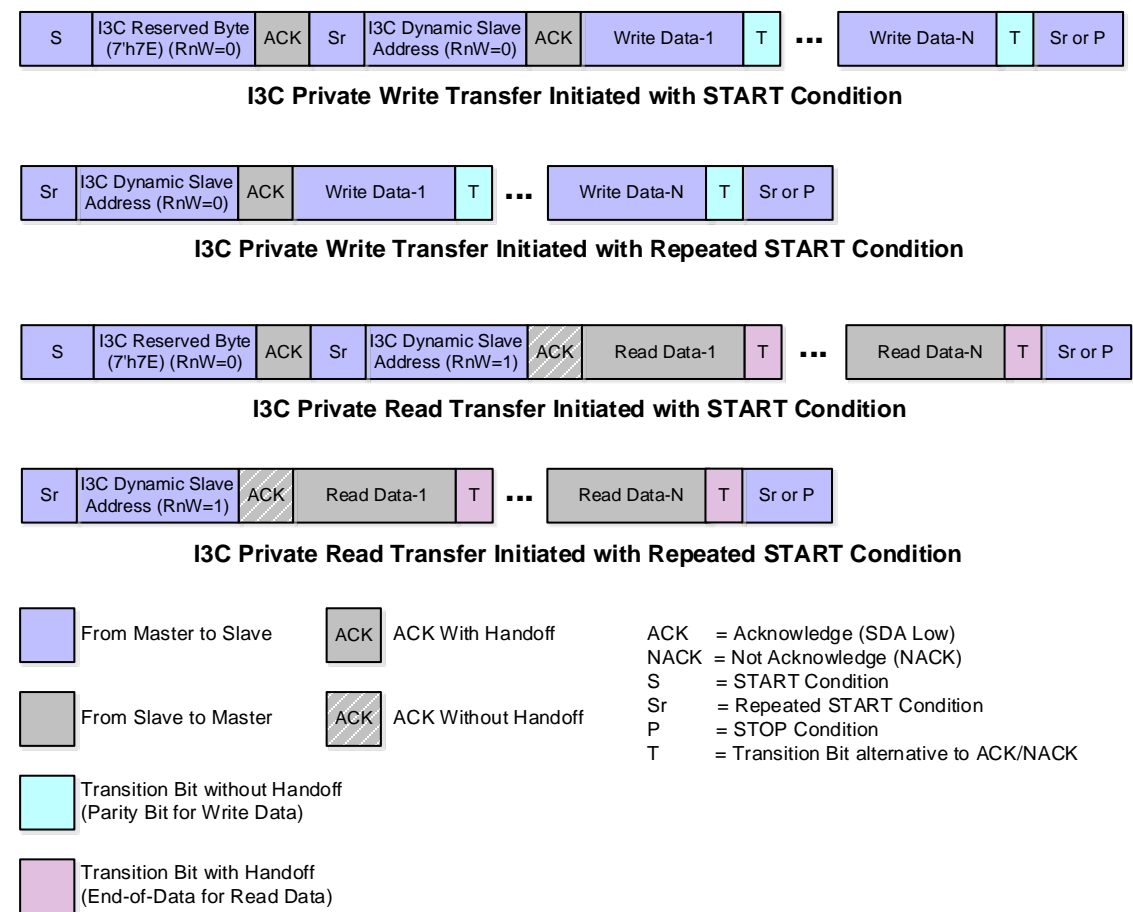 S I3C Reserved Byte (7'h7E) (RnW=0) ACK Sr I3C Dynamic Slave Address (RnW=0) ACK Write Data-1 T ... Write Data-N T Sr or P
I3C Private Write Transfer Initiated with START Condition
Sr I3C Dynamic Slave Address (RnW=0) ACK Write Data-1 T ... Write Data-N T Sr or P
I3C Private Write Transfer Initiated with Repeated START Condition
S I3C Reserved Byte (7'h7E) (RnW=0) ACK Sr I3C Dynamic Slave Address (RnW=1) ACK Read Data-1 T ... Read Data-N T Sr or P
I3C Private Read Transfer Initiated with START Condition
Sr I3C Dynamic Slave Address (RnW=1) ACK Read Data-1 T ... Read Data-N T Sr or P
I3C Private Read Transfer Initiated with Repeated START Condition
From Master to Slave
From Slave to Master
Transition Bit without Handoff
(Parity Bit for Write Data)
Transition Bit with Handoff
(End-of-Data for Read Data)
ACK ACK With Handoff
ACK ACK Without Handoff
ACK = Acknowledge (SDA Low)
NACK = Not Acknowledge (NACK)
S = START Condition
Sr = Repeated START Condition
P = STOP Condition
T = Transition Bit alternative to ACK/NACK